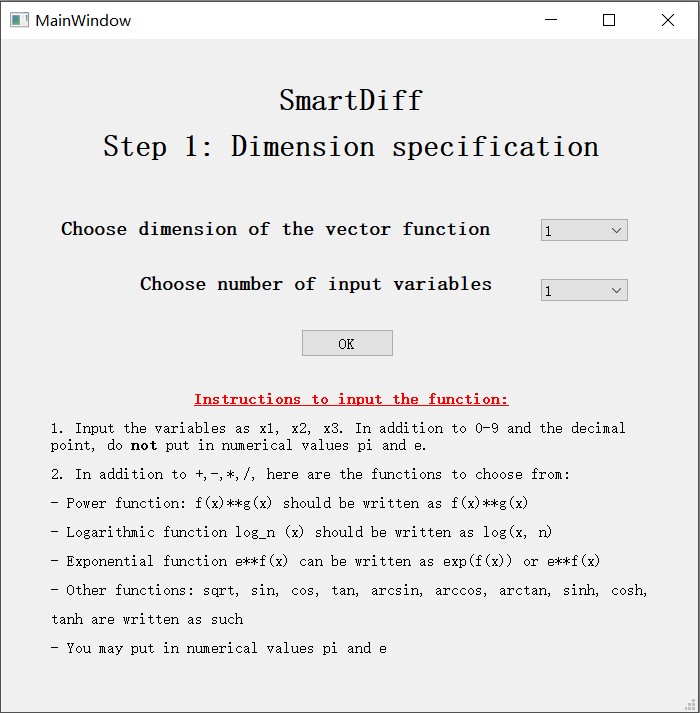 MainWindow
SmartDiff
Step 1: Dimension specification
Choose dimension of the vector function
1
Choose number of input variables
1
OK
Instructions to input the function:
1. Input the variables as x1, x2, x3. In addition to 0-9 and the decimal
point, do not put in numerical values pi and e.
2. In addition to +,-,*,/, here are the functions to choose from:
- Power function: f(x)**g(x) should be written as f(x)**g(x)
- Logarithmic function log_n (x) should be written as log(x, n)
- Exponential function e**f(x) can be written as exp(f(x)) or e**f(x)
- Other functions: sqrt, sin, cos, tan, arcsin, arccos, arctan, sinh, cosh,
tanh are written as such
- You may put in numerical values pi and e